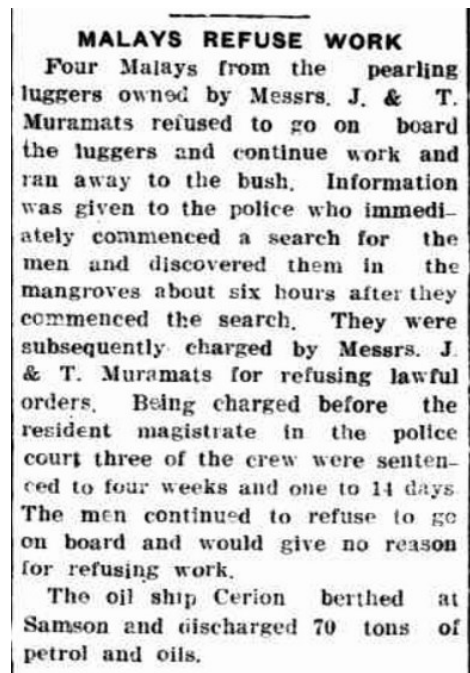 MALAYS REFUSE WORK
Four Malays from the pearling
luggers owned by Messrs. J. & T.
Muramats refused to go on board
the luggers and continue work and
ran away to the bush. Information
was given to the police who immedi-
ately commenced a search for the
men and discovered them in the
mangroves about six hours after they
commenced the search. They were
subsequently charged by Messrs. J.
& T. Muramats for refusing lawful
orders. Being charged before the
resident magistrate in the police
court three of the crew were senten-
ced to four weeks and one to 14 days
The men continued to refuse to go
on board and would give no reason
for refusing work.
The oil ship Cerion berthed at
Samson and discharged 70 tons of
petrol and oils.